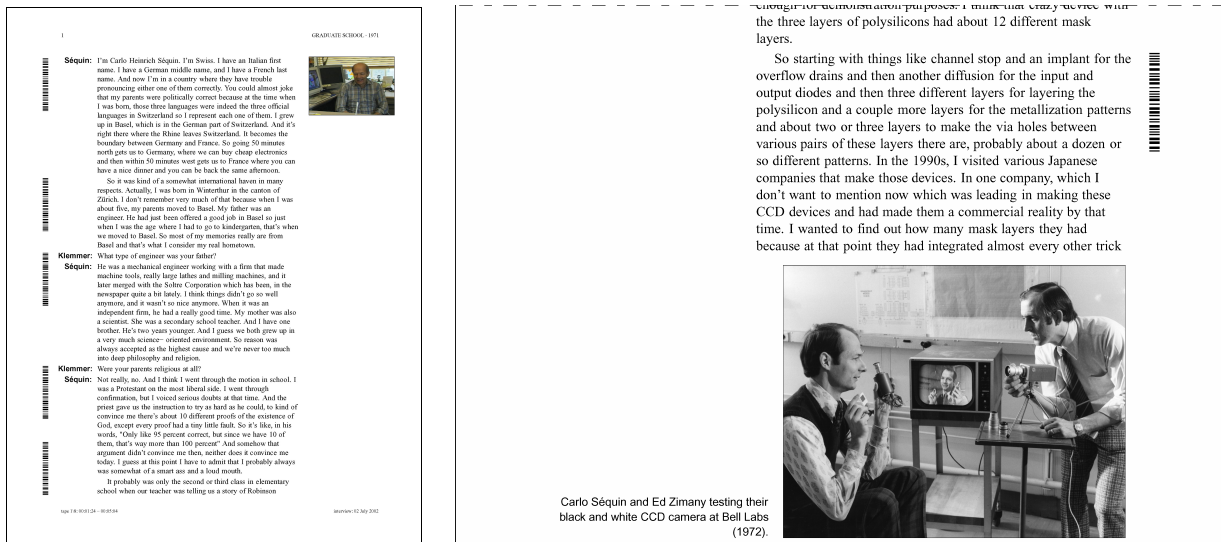 1
GRADUATE SCHOOL · 1971
Séquin: I'm Carlo Heinrich Séquin. I'm Swiss. I have an Italian first
name. I have a German middle name, and I have a French last
name. And now I'm in a country where they have trouble
pronouncing either one of them correctly. You could almost joke
that my parents were politically correct because at the time when
I was born, those three languages were indeed the three official
languages in Switzerland so I represent each one of them. I grew
up in Basel, which is in the German part of Switzerland. And it's
right there where the Rhine leaves Switzerland. It becomes the
boundary between Germany and France. So going 50 minutes
north gets us to Germany, where we can buy cheap electronics
and then within 50 minutes west gets us to France where you can
have a nice dinner and you can be back the same afternoon.
So it was kind of a somewhat international haven in many
respects. Actually, I was born in Winterthur in the canton of
Zürich. I don't remember very much of that because when I was
about five, my parents moved to Basel. My father was an
engineer. He had just been offered a good job in Basel so just
when I was the age where I had to go to kindergarten, that's when
we moved to Basel. So most of my memories really are from
Basel and that's what I consider my real hometown.
Klemmer: What type of engineer was your father?
Séquin: He was a mechanical engineer working with a firm that made
machine tools, really large lathes and milling machines, and it
later merged with the Soltre Corporation which has been, in the
newspaper quite a bit lately. I think things didn't go so well
anymore, and it wasn't so nice anymore. When it was an
independent firm, he had a really good time. My mother was also
a scientist. She was a secondary school teacher. And I have one
brother. He's two years younger. And I guess we both grew up in
a very much science− oriented environment. So reason was
always accepted as the highest cause and we're never too much
into deep philosophy and religion.
Klemmer: Were your parents religious at all?
Séquin: Not really, no. And I think I went through the motion in school. I
was a Protestant on the most liberal side. I went through
confirmation, but I voiced serious doubts at that time. And the
priest gave us the instruction to try as hard as he could, to kind of
convince me there's about 10 different proofs of the existence of
God, except every proof had a tiny little fault. So it's like, in his
words, "Only like 95 percent correct, but since we have 10 of
them, that's way more than 100 percent" And somehow that
argument didn't convince me then, neither does it convince me
today. I guess at this point I have to admit that I probably always
was somewhat of a smart ass and a loud mouth.
It probably was only the second or third class in elementary
school when our teacher was telling us a story of Robinson
tape 1/8: 00:01:24 – 00:05:04
interview: 02 July 2002
enough for demonstration purposes. I think that crazy device with
the three layers of polysilicons had about 12 different mask
layers.
So starting with things like channel stop and an implant for the
overflow drains and then another diffusion for the input and
output diodes and then three different layers for layering the
polysilicon and a couple more layers for the metallization patterns
and about two or three layers to make the via holes between
various pairs of these layers there are, probably about a dozen or
so different patterns. In the 1990s, I visited various Japanese
companies that make those devices. In one company, which I
don't want to mention now which was leading in making these
CCD devices and had made them a commercial reality by that
time. I wanted to find out how many mask layers they had
because at that point they had integrated almost every other trick
Carlo Séquin and Ed Zimany testing their
black and white CCD camera at Bell Labs
(1972).